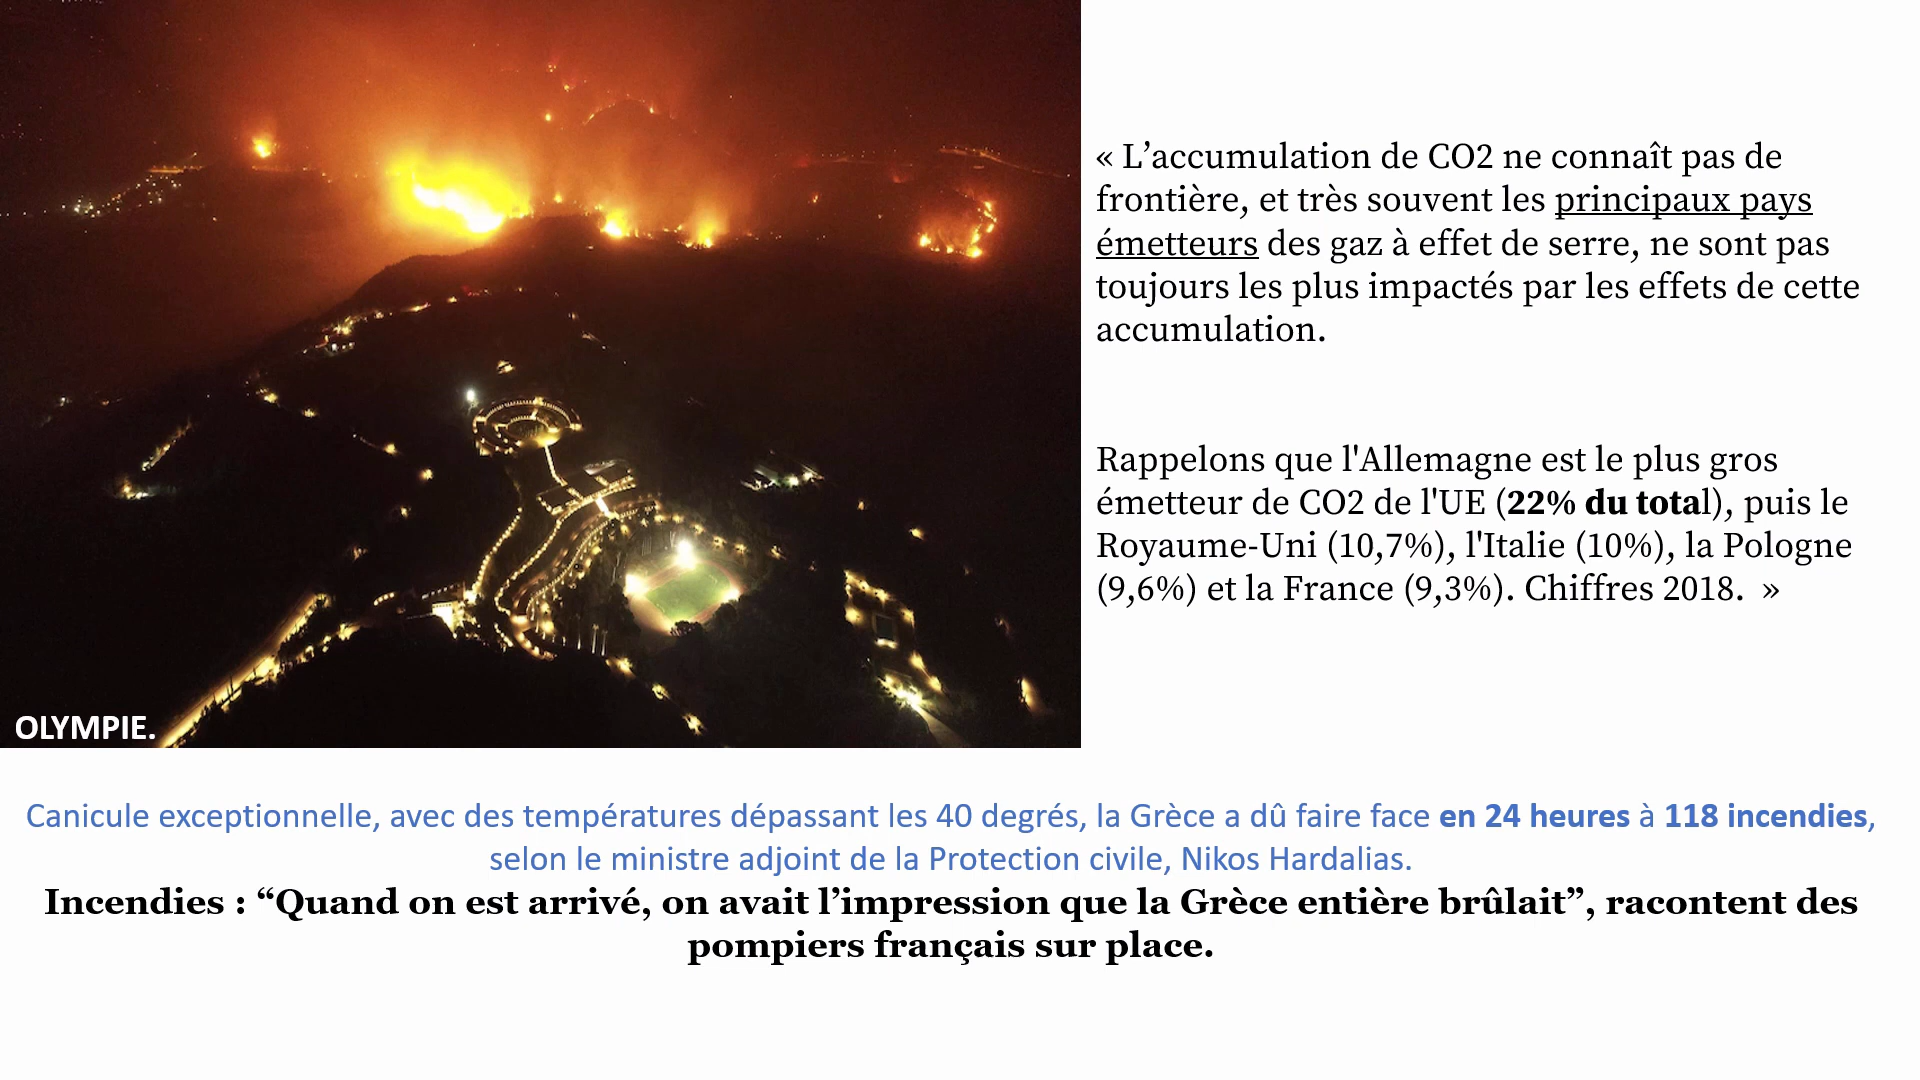 « L’accumulation de CO2 ne connaît pas de
frontière, et très souvent les principaux pays
émetteurs des gaz à effet de serre, ne sont pas
toujours les plus impactés par les effets de cette
accumulation.
Rappelons que l'Allemagne est le plus gros
émetteur de CO2 de l'UE (22% du total), puis le
Royaume-Uni (10,7%), l'Italie (10%), la Pologne
(9,6%) et la France (9,3%). Chiffres 2018.  »
OLYMPIE.
Canicule exceptionnelle, avec des températures dépassant les 40 degrés, la Grèce a dû faire face en 24 heures à 118 incendies,
selon le ministre adjoint de la Protection civile, Nikos Hardalias.
Incendies : “Quand on est arrivé, on avait l’impression que la Grèce entière brûlait”, racontent des
pompiers français sur place.